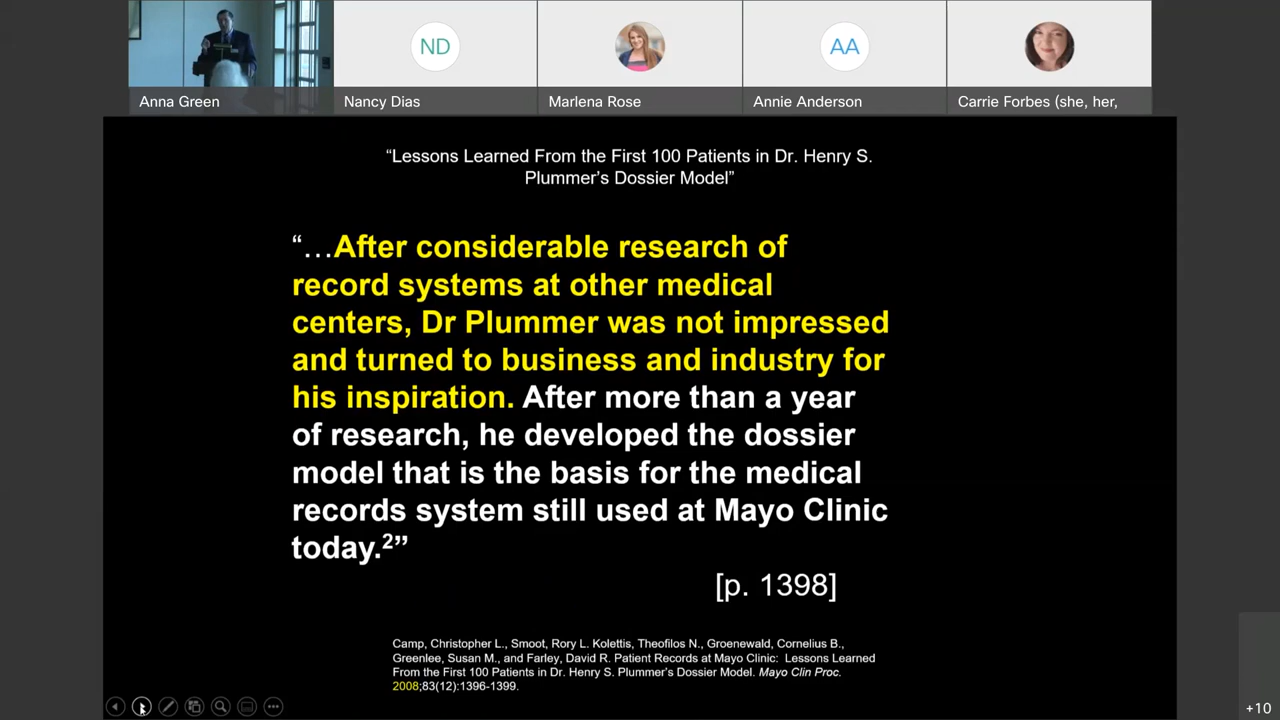 ND
AA
Anna Green
Nancy Dias
Marlena Rose
Annie Anderson
Carrie Forbes (she, her,
“Lessons Learned From the First 100 Patients in Dr. Henry S.
Plummer’s Dossier Model”
“…After considerable research of
record systems at other medical
centers, Dr Plummer was not impressed
and turned to business and industry for
his inspiration. After more than a year
of research, he developed the dossier
model that is the basis for the medical
records system still used at Mayo Clinic
today.²”
[p. 1398]
Camp, Christopher L., Smoot, Rory L. Kolettis, Theofilos N., Groenewald, Cornelius B.,
Greenlee, Susan M., and Farley, David R. Patient Records at Mayo Clinic: Lessons Learned
From the First 100 Patients in Dr. Henry S. Plummer’s Dossier Model. Mayo Clin Proc.
2008;83(12):1396-1399.
+10